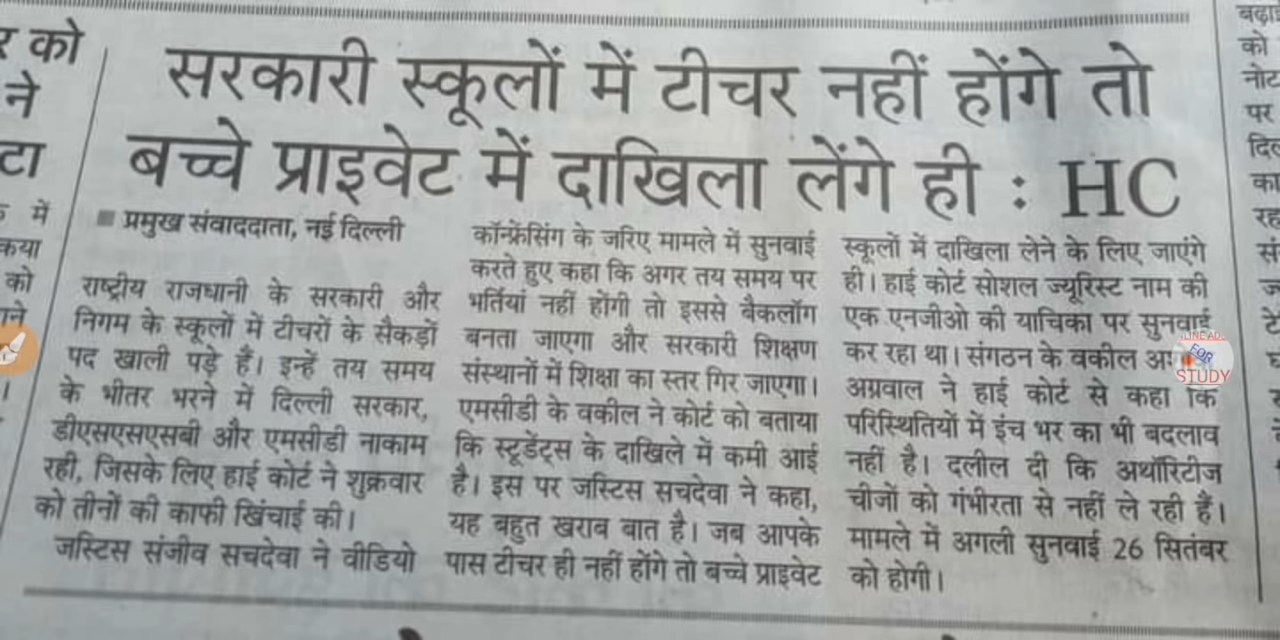 सरकारी स्कूलों में टीचर नहीं होंगे तो
बच्चे प्राइवेट में दाखिला लेंगे ही : HC
■ प्रमुख संवाददाता, नई दिल्ली
राष्ट्रीय राजधानी के सरकारी और
निगम के स्कूलों में टीचरों के सैकड़ों
पद खाली पड़े हैं। इन्हें तय समय
के भीतर भरने में दिल्ली सरकार,
डीएसएसएसबी और एमसीडी नाकाम
रही, जिसके लिए हाई कोर्ट ने शुक्रवार
को तीनों की काफी खिंचाई की।
जस्टिस संजीव सचदेवा ने वीडियो
कॉन्फ्रेंसिंग के जरिए मामले में सुनवाई
करते हुए कहा कि अगर तय समय पर
भर्तियां नहीं होंगी तो इससे बैकलॉग
बनता जाएगा और सरकारी शिक्षण
संस्थानों में शिक्षा का स्तर गिर जाएगा।
एमसीडी के वकील ने कोर्ट को बताया
कि स्टूडेंट्स के दाखिले में कमी आई
है। इस पर जस्टिस सचदेवा ने कहा,
यह बहुत खराब बात है। जब आपके
पास टीचर ही नहीं होंगे तो बच्चे प्राइवेट
स्कूलों में दाखिला लेने के लिए जाएंगे
ही। हाई कोर्ट सोशल ज्यूरिस्ट नाम की
एक एनजीओ की याचिका पर सुनवाई
कर रहा था। संगठन के वकील
अग्रवाल ने हाई कोर्ट से कहा कि
परिस्थितियों में इंच भर का भी बदलाव
नहीं है। दलील दी कि अथॉरिटीज
चीजों को गंभीरता से नहीं ले रही हैं।
मामले में अगली सुनवाई 26 सितंबर
को होगी।
को
ने
टा
में
को
को
पर
FOR
STUDY